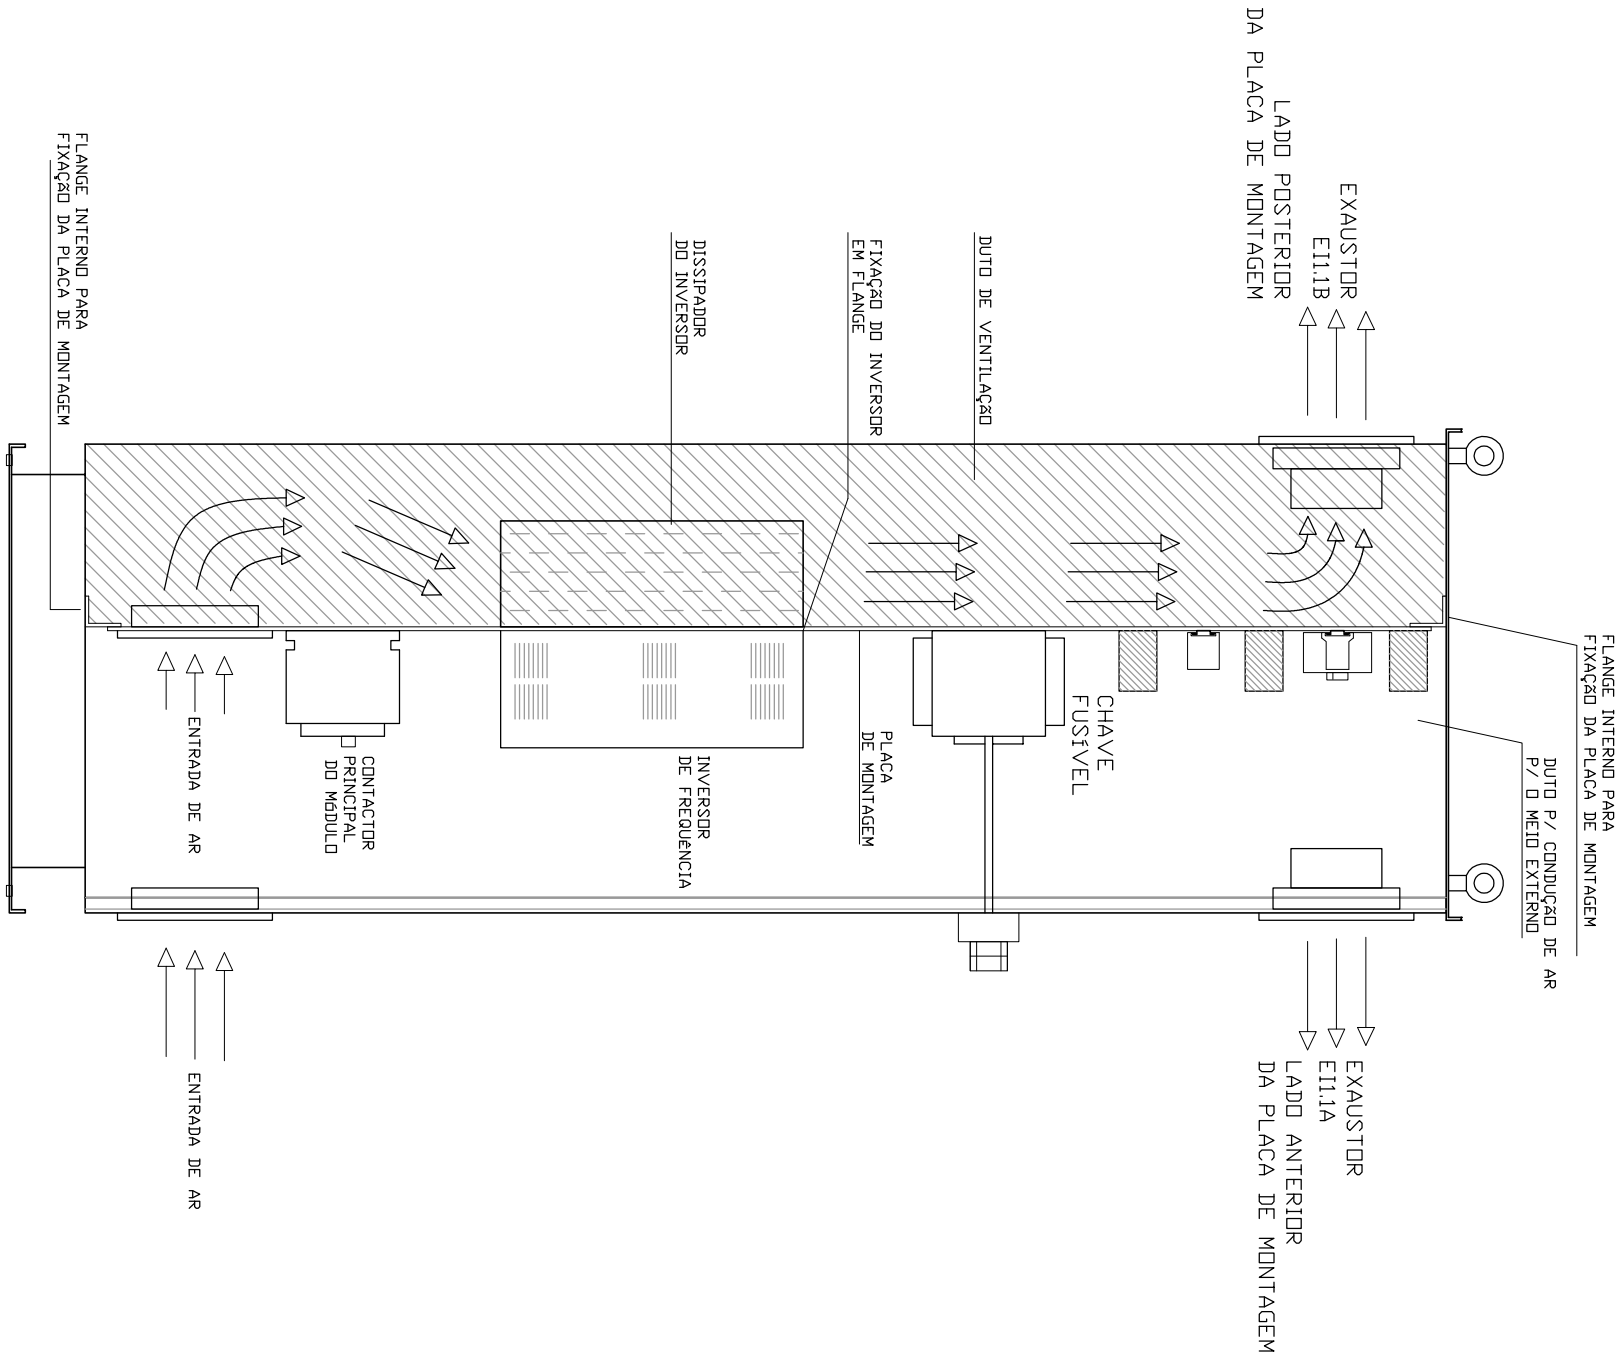 EXAUSTOR
EI1.1B
LADO POSTERIOR
DA PLACA DE MONTAGEM
FLANGE INTERNO PARA
FIXAÇÃO DA PLACA DE MONTAGEM
DUTO P/ CONDUÇÃO DE AR
P/ O MEIO EXTERNO
EXAUSTOR
EI1.1A
LADO ANTERIOR
DA PLACA DE MONTAGEM
DUTO DE VENTILAÇÃO
CHAVE
FUSÍVEL
FIXAÇÃO DO INVERSOR
EM FLANGE
PLACA
DE MONTAGEM
DISSIPADOR
DO INVERSOR
INVERSOR
DE FREQUÊNCIA
CONTACTOR
PRINCIPAL
DO MÓDULO
ENTRADA DE AR
ENTRADA DE AR
FLANGE INTERNO PARA
FIXAÇÃO DA PLACA DE MONTAGEM